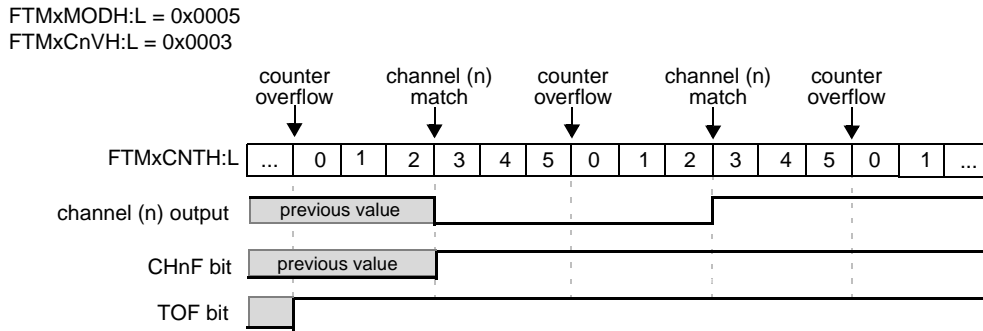 FTMxMODH:L = 0x0005
FTMxCnVH:L = 0x0003
counter overflow
channel (n) match
counter overflow
channel (n) match
counter overflow
FTMxCNTH:L ... 0 1 2 3 4 5 0 1 2 3 4 5 0 1 ...
channel (n) output previous value
CHnF bit previous value
TOF bit